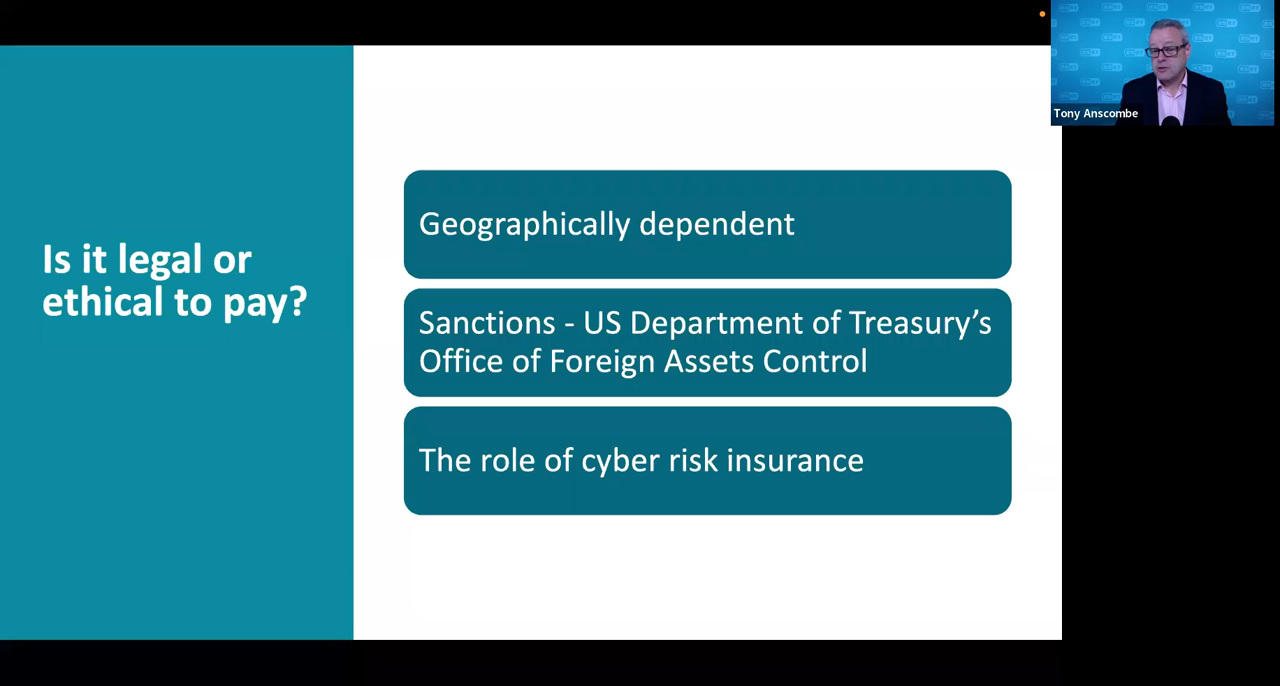 Is it legal or
ethical to pay?
Geographically dependent
Sanctions - US Department of Treasury’s
Office of Foreign Assets Control
The role of cyber risk insurance
Tony Anscombe